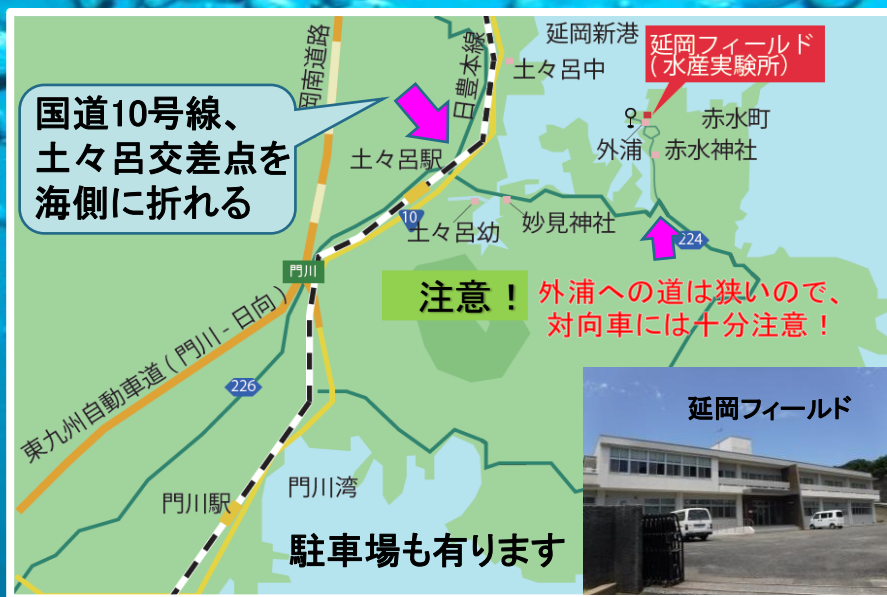 延岡新港
延岡フィールド
(水産実験所)
土々呂中
岡南道路
日豊本線
国道10号線、
土々呂交差点を
海側に折れる
赤水町
外浦
赤水神社
土々呂駅
10
土々呂幼
妙見神社
224
門川
注意！
外浦への道は狭いので、
対向車には十分注意！
東九州自動車道(門川-日向)
226
延岡フィールド
門川駅
門川湾
駐車場も有ります